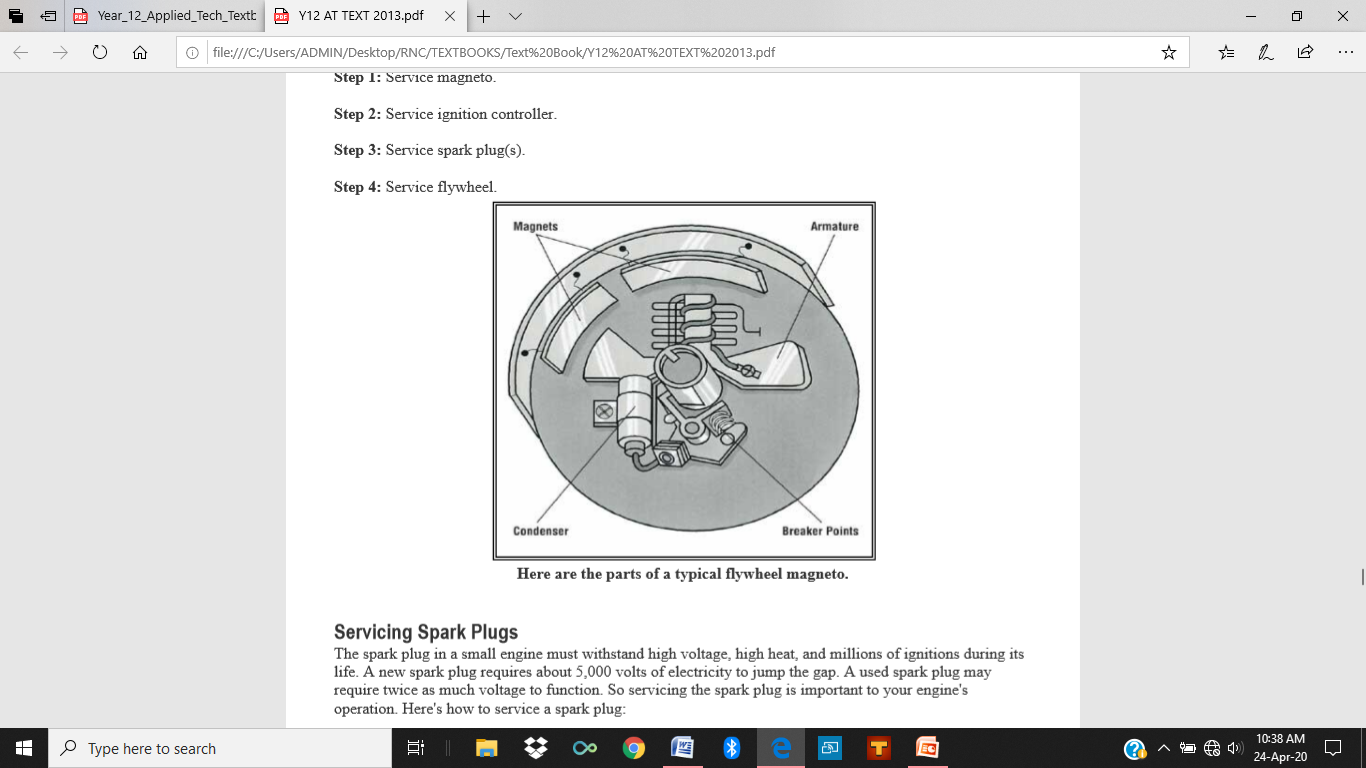 Year_12_Applied_Tech_Textb
Y12 AT TEXT 2013.pdf
file:///C:/Users/ADMIN/Desktop/RNC/TEXTBOOKS/Text%20Book/Y12%20AT%20TEXT%202013.pdf
Step 1: Service magneto.
Step 2: Service ignition controller.
Step 3: Service spark plug(s).
Step 4: Service flywheel.
Magnets
Armature
Condenser
Breaker Points
Here are the parts of a typical flywheel magneto.
Servicing Spark Plugs
The spark plug in a small engine must withstand high voltage, high heat, and millions of ignitions during its
life. A new spark plug requires about 5,000 volts of electricity to jump the gap. A used spark plug may
require twice as much voltage to function. So servicing the spark plug is important to your engine's
operation. Here's how to service a spark plug:
Type here to search
10:38 AM
24-Apr-20